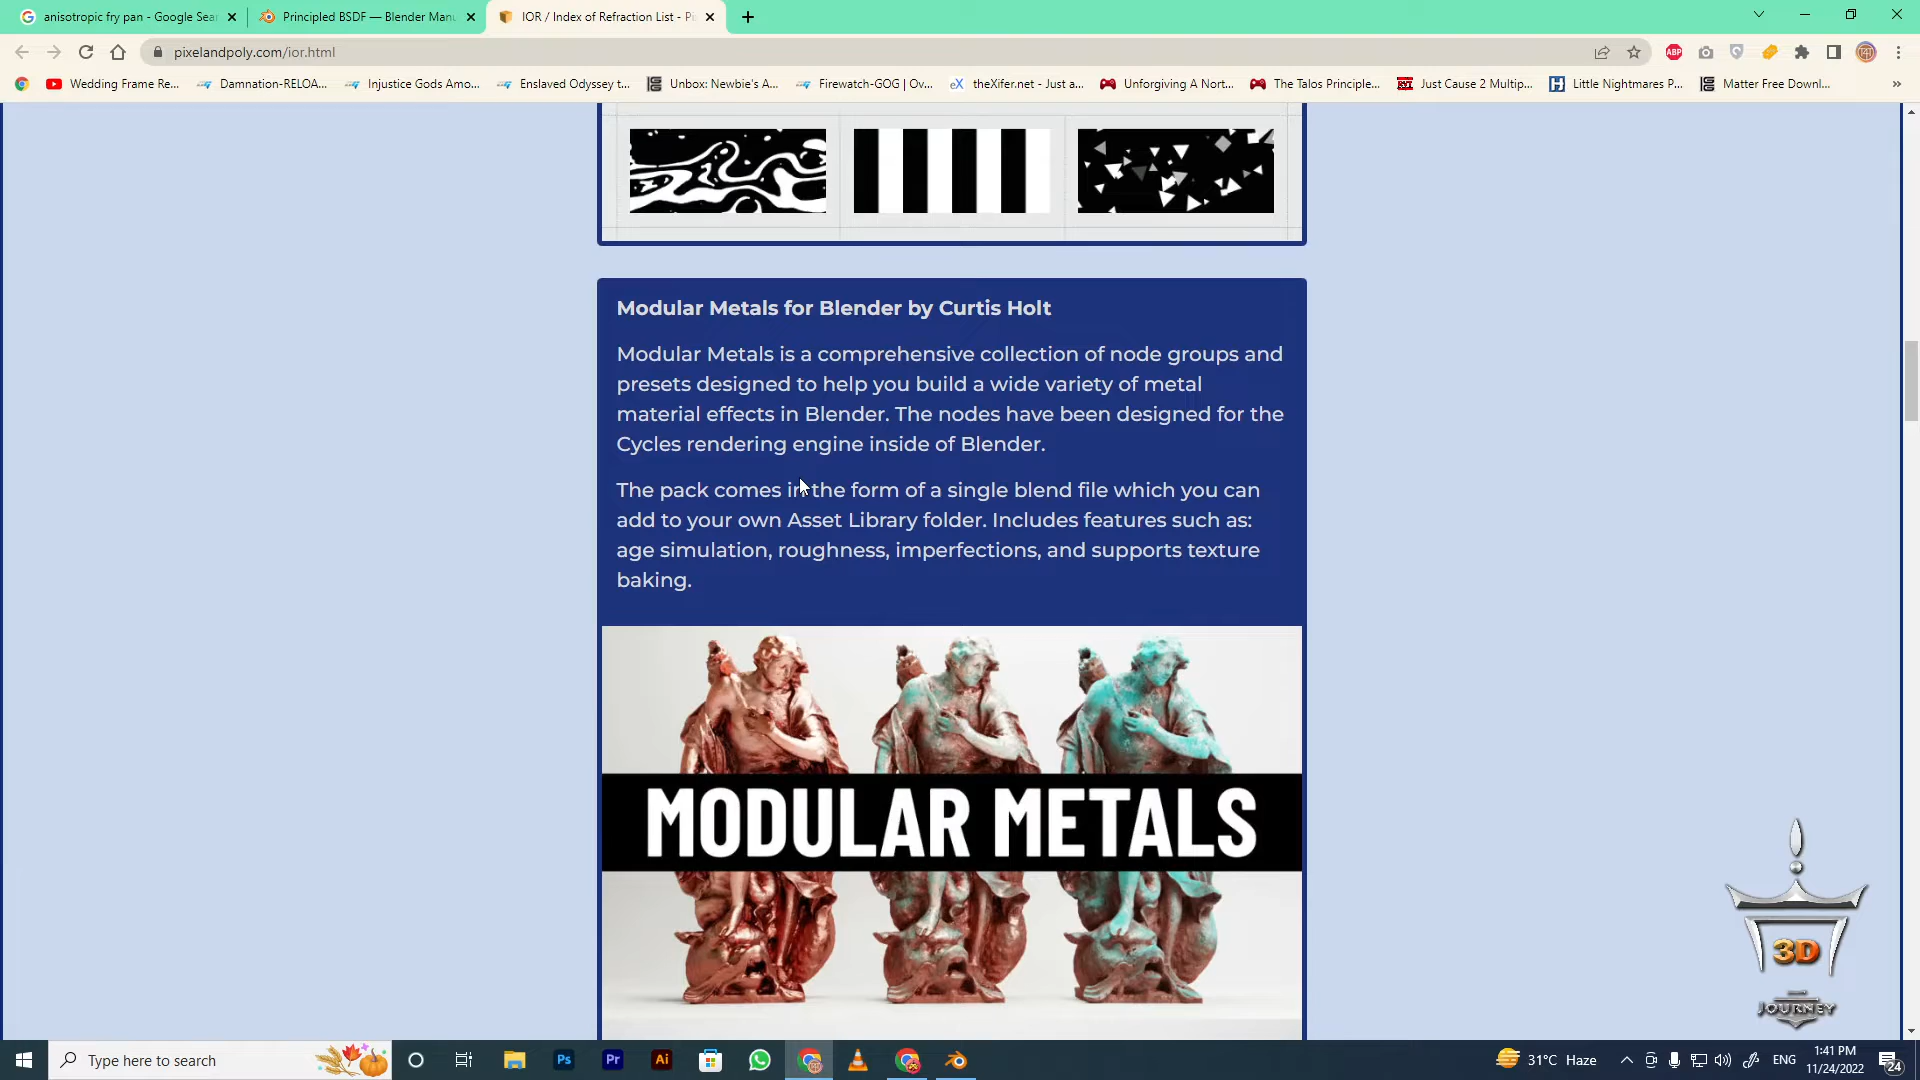 anisotropic fry pan - Google Sear
Principled BSDF — Blender Manu
IOR / Index of Refraction List - P
pixelandpoly.com/ior.html
ABP
Wedding Frame Re...
Damnation-RELOA...
Injustice Gods Amo...
Enslaved Odyssey t...
Unbox: Newbie's A...
Firewatch-GOG | Ov...
eX theXifer.net - Just a...
Unforgiving A Nort...
The Talos Principle...
Just Cause 2 Multip...
Little Nightmares P...
Matter Free Downl...
»
Modular Metals for Blender by Curtis Holt
Modular Metals is a comprehensive collection of node groups and
presets designed to help you build a wide variety of metal
material effects in Blender. The nodes have been designed for the
Cycles rendering engine inside of Blender.
The pack comes in the form of a single blend file which you can
add to your own Asset Library folder. Includes features such as:
age simulation, roughness, imperfections, and supports texture
baking.
MODULAR METALS
3D
JOURNEY
Type here to search
Ps
Pr
Ai
31°C Haze
ENG
1:41 PM
11/24/2022
24